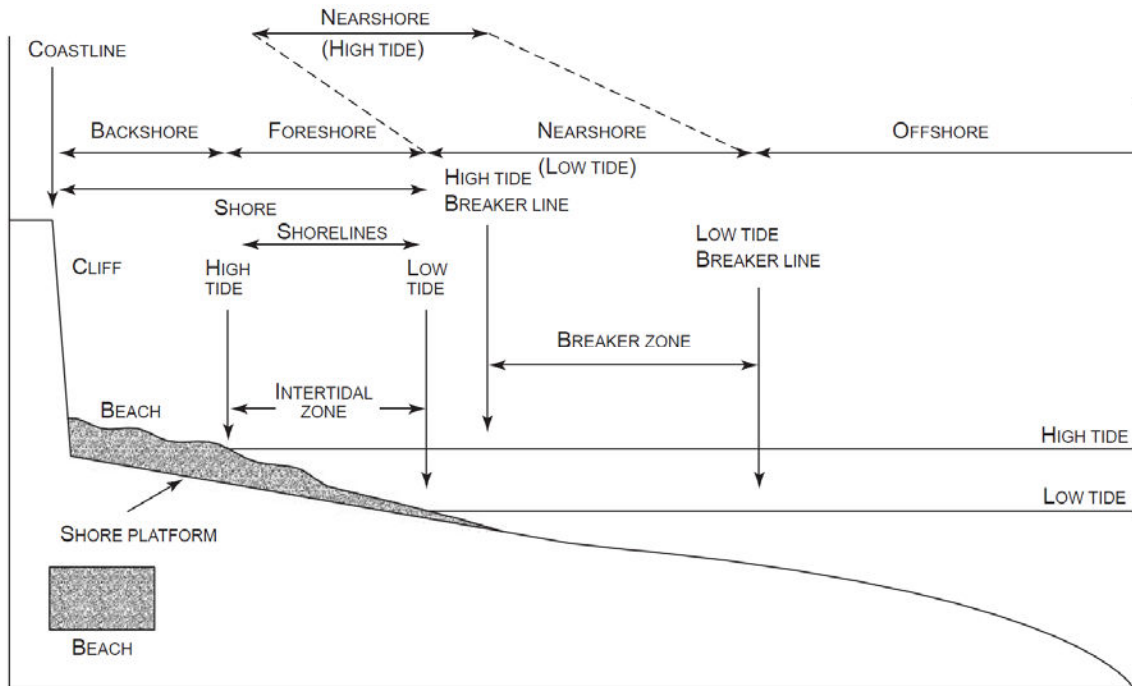 NEARSHORE
(HIGH TIDE)
COASTLINE
BACKSHORE
FORESHORE
NEARSHORE
(LOW TIDE)
OFFSHORE
SHORE
HIGH TIDE
BREAKER LINE
SHORELINES
LOW TIDE
BREAKER LINE
CLIFF
HIGH
TIDE
LOW
TIDE
BREAKER ZONE
INTERTIDAL
ZONE
BEACH
HIGH TIDE
LOW TIDE
SHORE PLATFORM
BEACH